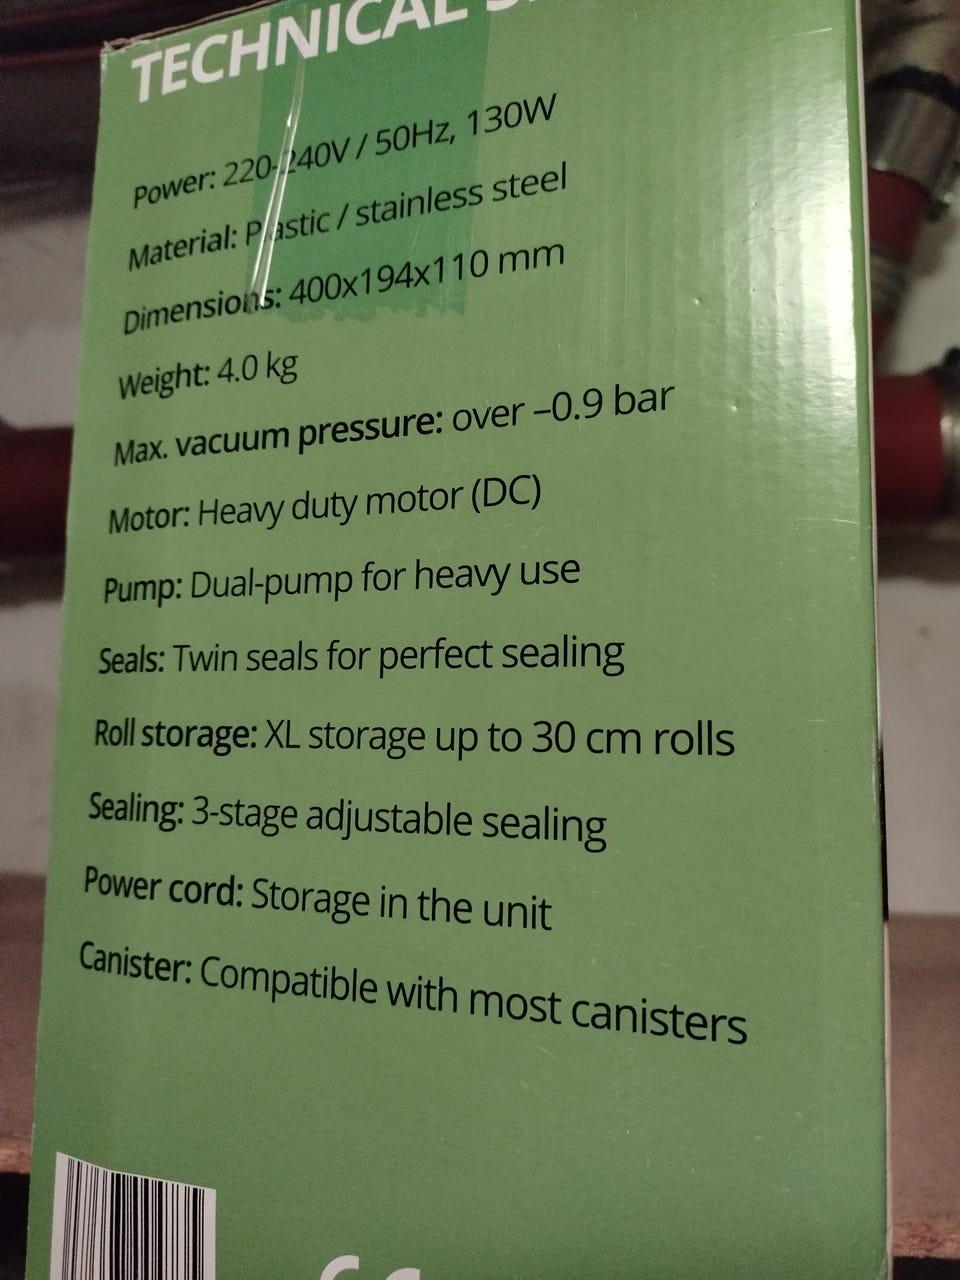 TECHNICAL
Power: 220-240V / 50Hz, 130W
Material: Plastic / stainless steel
Dimensions: 400x194x110 mm
Weight: 4.0 kg
Max. vacuum pressure: over –0.9 bar
Motor: Heavy duty motor (DC)
Pump: Dual-pump for heavy use
Seals: Twin seals for perfect sealing
Roll storage: XL storage up to 30 cm rolls
Sealing: 3-stage adjustable sealing
Power cord: Storage in the unit
Canister: Compatible with most canisters